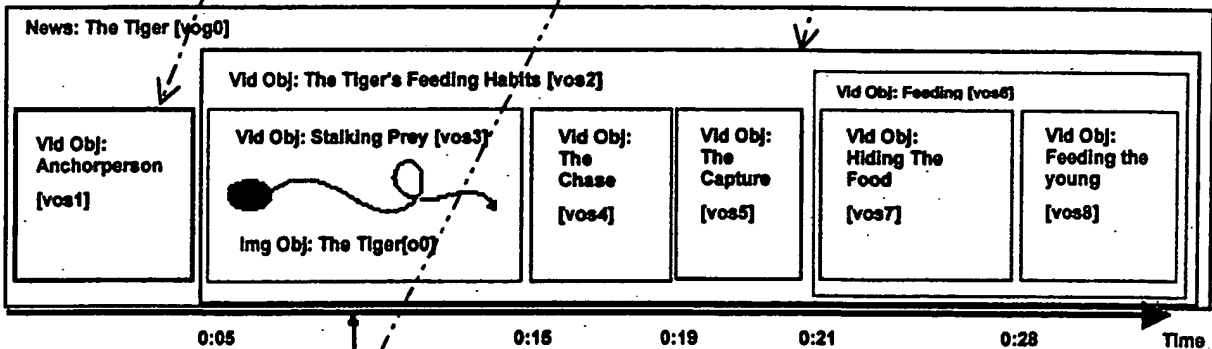 News: The Tiger [vog0]
Vid Obj: The Tiger's Feeding Habits [vos2]
Vid Obj: Feeding [vos6]
Vid Obj:
Anchorperson
[vos1]
Vid Obj: Stalking Prey [vos3]
Img Obj: The Tiger[o0]
Vid Obj:
The
Chase
[vos4]
Vid Obj:
The
Capture
[vos5]
Vid Obj:
Hiding The
Food
[vos7]
Vid Obj:
Feeding the
young
[vos8]
0:05 0:15 0:19 0:21 0:28 Time